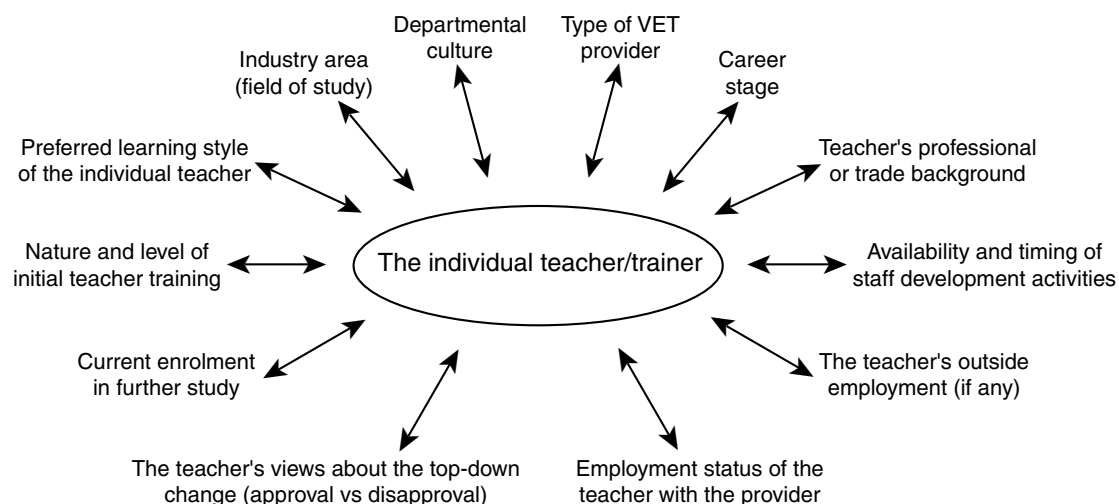 Departmental
culture
Type of VET
provider
Industry area
(field of study)
Career
stage
Preferred learning style
of the individual teacher
Teacher's professional
or trade background
Nature and level of
initial teacher training
The individual teacher/trainer
Availability and timing of
staff development activities
Current enrolment
in further study
The teacher's outside
employment (if any)
The teacher's views about the top-down
change (approval vs disapproval)
Employment status of the
teacher with the provider